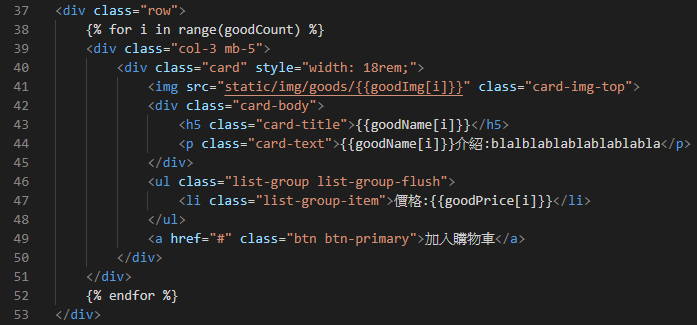 37 <div class="row">
38 {% for i in range(goodCount) %}
39 <div class="col-3 mb-5">
40 <div class="card" style="width: 18rem;">
41 <img src="static/img/goods/{{goodImg[i]}}" class="card-img-top">
42 <div class="card-body">
43 <h5 class="card-title">{{goodName[i]}}</h5>
44 <p class="card-text">{{goodName[i]}}介紹:blalblablablablablabla</p>
45 </div>
46 <ul class="list-group list-group-flush">
47 <li class="list-group-item">價格:{{goodPrice[i]}}</li>
48 </ul>
49 <a href="#" class="btn btn-primary">加入購物車</a>
50 </div>
51 </div>
52 {% endfor %}
53 </div>